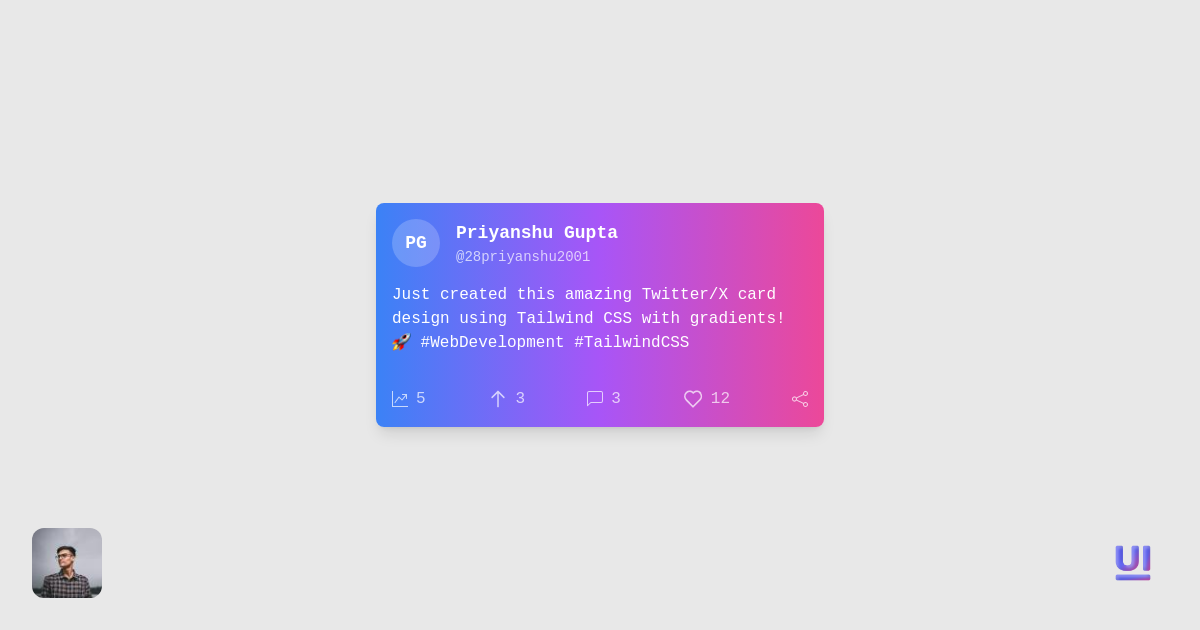 PG
Priyanshu Gupta
@28priyanshu2001
Just created this amazing Twitter/X card
design using Tailwind CSS with gradients!
🚀 #WebDevelopment #TailwindCSS
5 3 3 12
UI